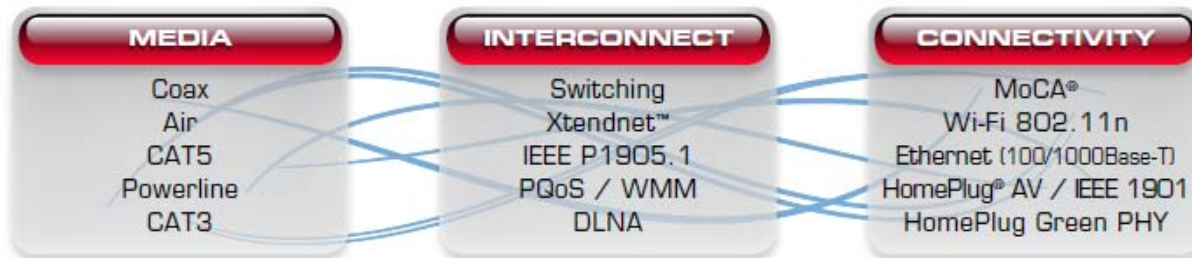 MEDIA
Coax
Air
CAT5
Powerline
CAT3
INTERCONNECT
Switching
Xtendnet™
IEEE P1905.1
PQoS / WMM
DLNA
CONNECTIVITY
MoCA®
Wi-Fi 802.11n
Ethernet (100/1000Base-T)
HomePlug® AV / IEEE 1901
HomePlug Green PHY